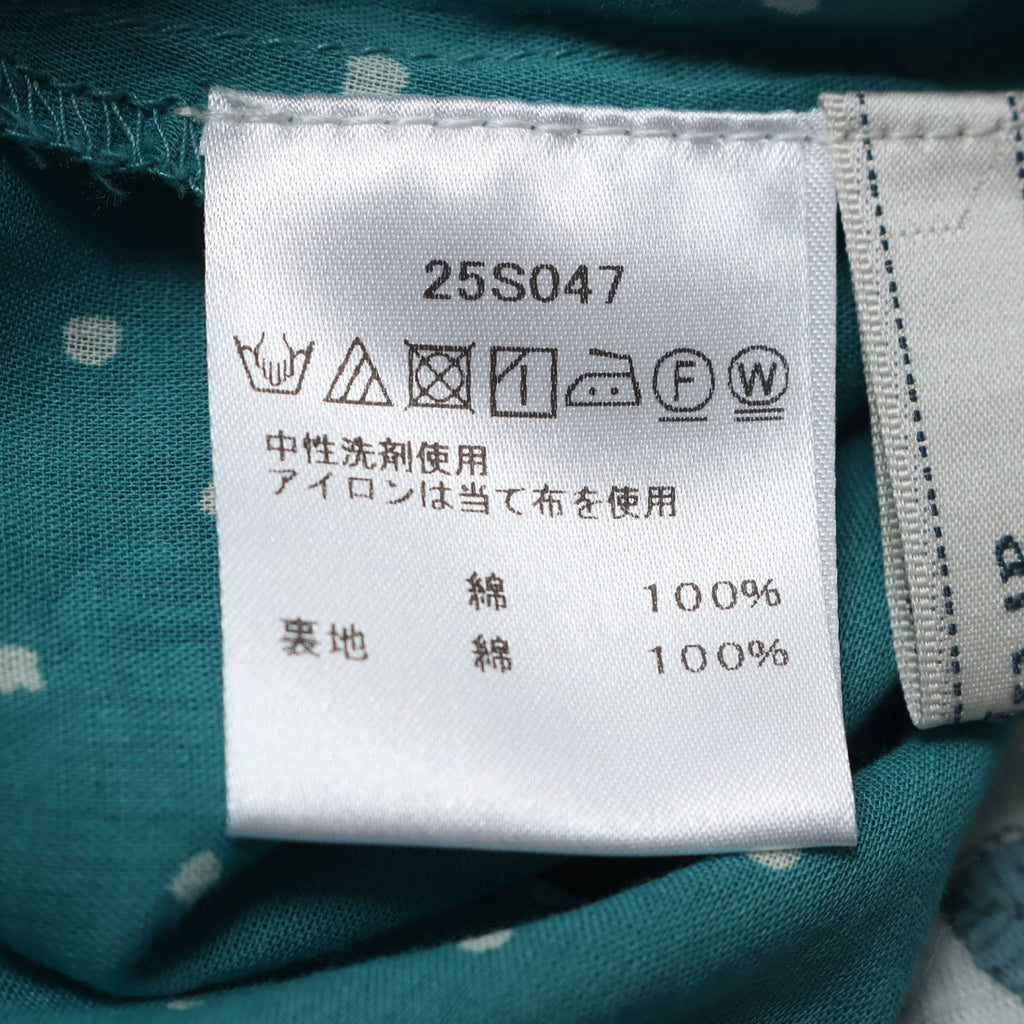 25S047
F W
中性洗剤使用
アイロンは当て布を使用
綿 100%
裏地 綿 100%